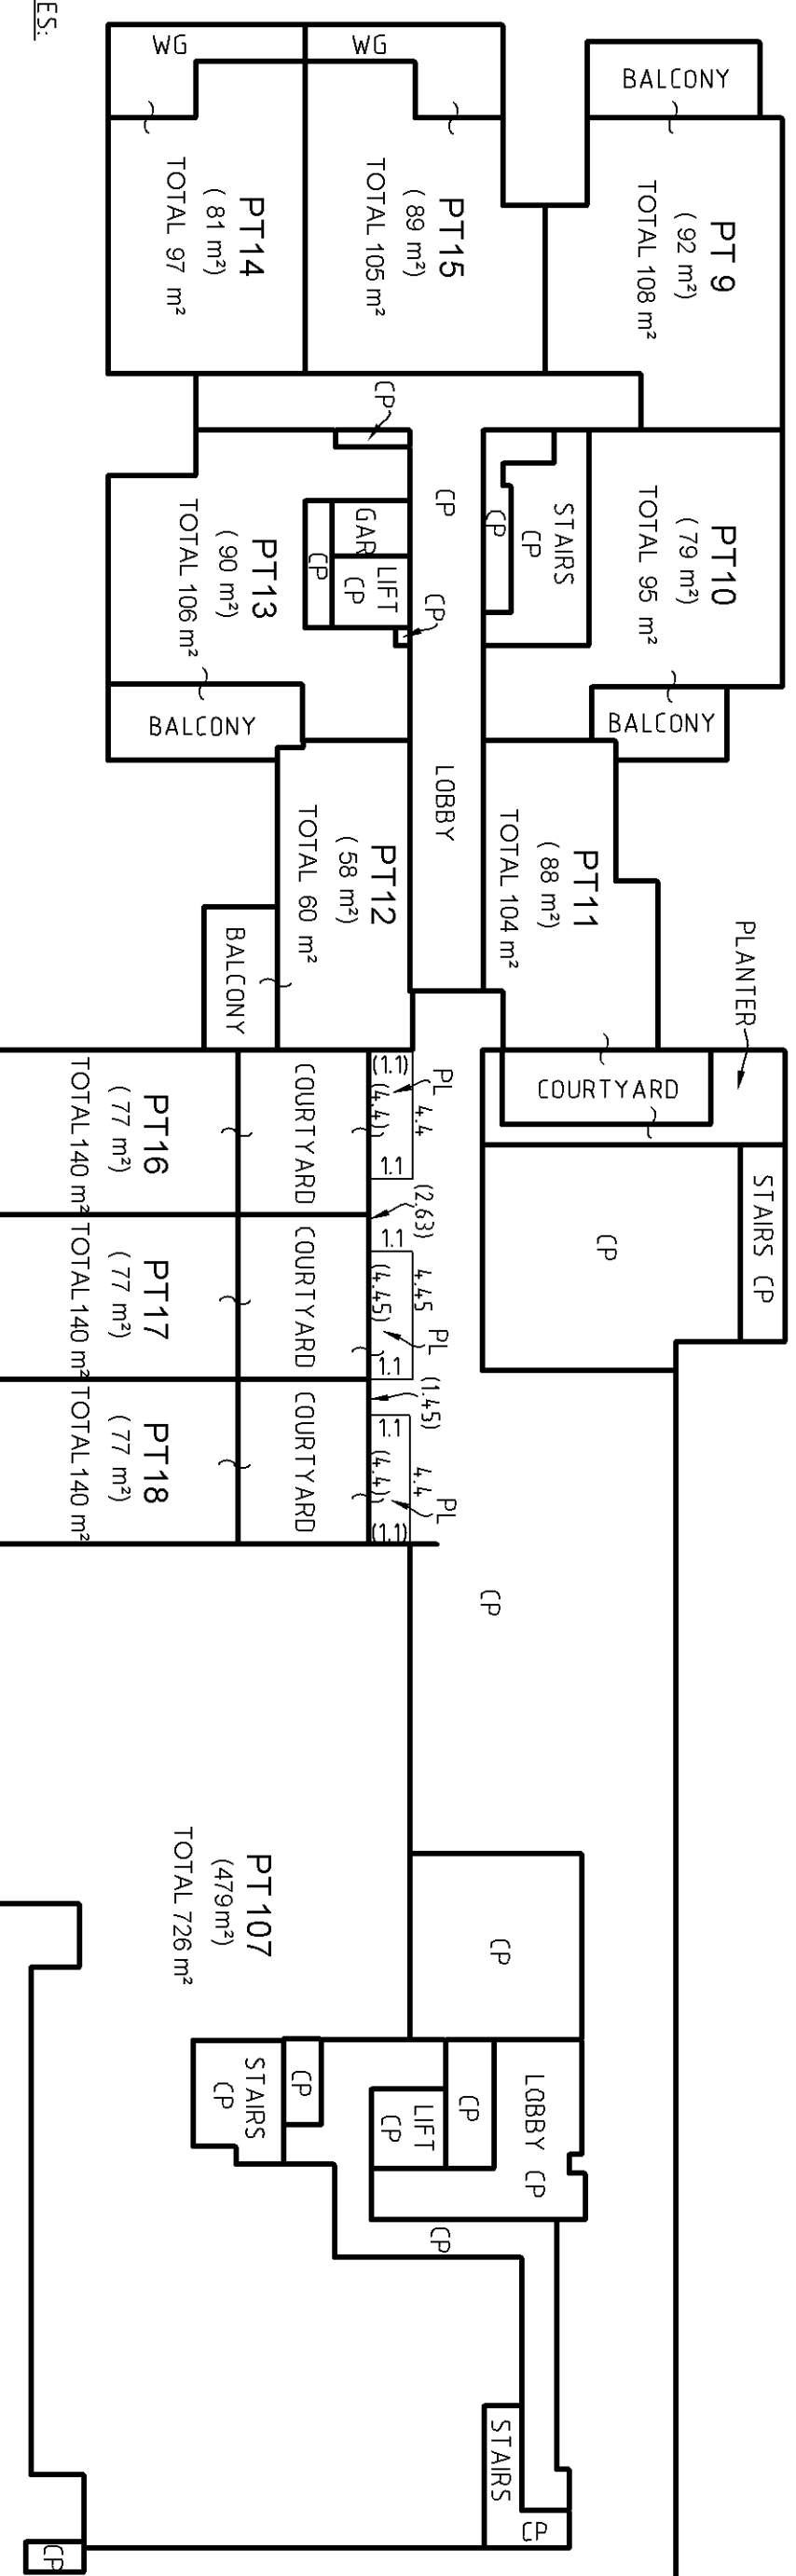 ES:
WG
WG
BALCONY
PT14
( 81 m²)
TOTAL 97 m²
PT15
( 89 m²)
TOTAL 105 m²
PT 9
( 92 m²)
TOTAL 108 m²
CP
CP
CP
STAIRS
CP
PT10
( 79 m²)
TOTAL 95 m²
GAR
CP
LIFT
CP
CP
PT13
( 90 m²)
TOTAL 106 m²
BALCONY
BALCONY
LOBBY
PT12
( 58 m²)
TOTAL 60 m²
PT11
( 88 m²)
TOTAL 104 m²
BALCONY
PLANTER
COURTYARD
STAIRS CP
CP
PT16
( 77 m²)
TOTAL 140 m²
COURTYARD
(1.1)
(4.4)
PL
4.4
1.1
(2.63)
PT17
( 77 m²)
TOTAL 140 m²
COURTYARD
1.1
4.45
(4.45)
PL
1.1
(1.45)
PT18
( 77 m²)
TOTAL 140 m²
COURTYARD
1.1
4.4
(4.4)
PL
(1.1)
CP
PT 107
(479 m²)
TOTAL 726 m²
CP
STAIRS
CP
CP
LIFT
CP
CP
LOBBY CP
CP
STAIRS
CP
CP